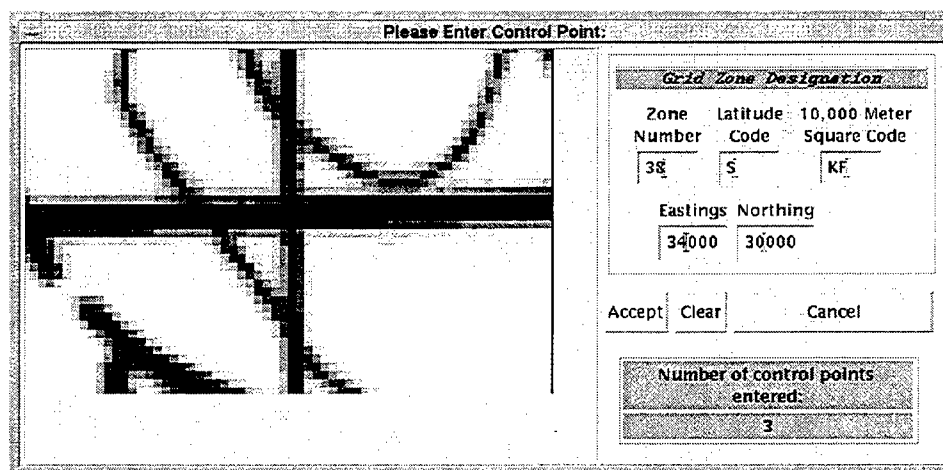 Please Enter Control Point:
Grid Zone Designation
Zone Latitude 10,000 Meter
Number Code Square Code
38 S KF
Eastings Northing
34000 30000
Accept Clear Cancel
Number of control points
entered:
3